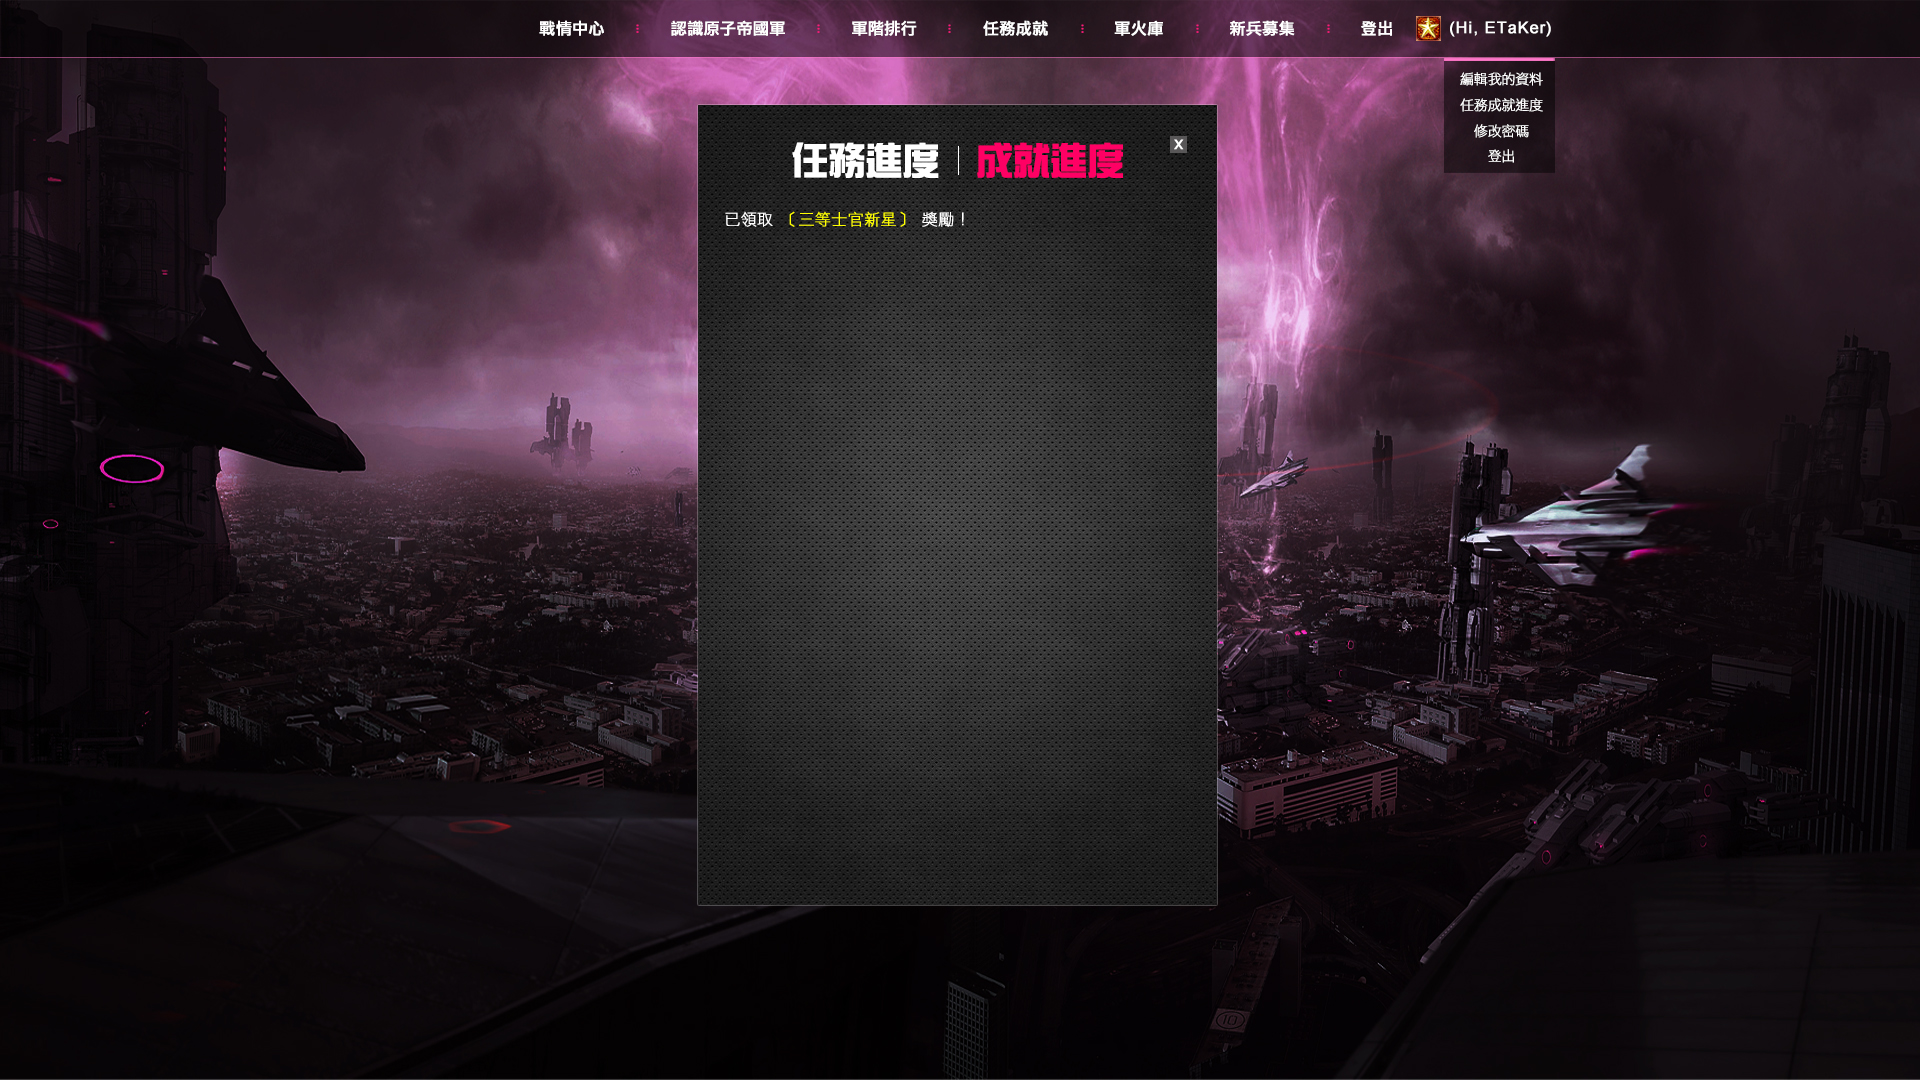 戰情中心 認識原子帝國軍 軍階排行 任務成就 軍火庫 新兵募集 登出 (Hi, ETaKer)
編輯我的資料
任務成就進度
修改密碼
登出
任務進度 | 成就進度 X
已領取 〔三等士官新星〕 獎勵！
10